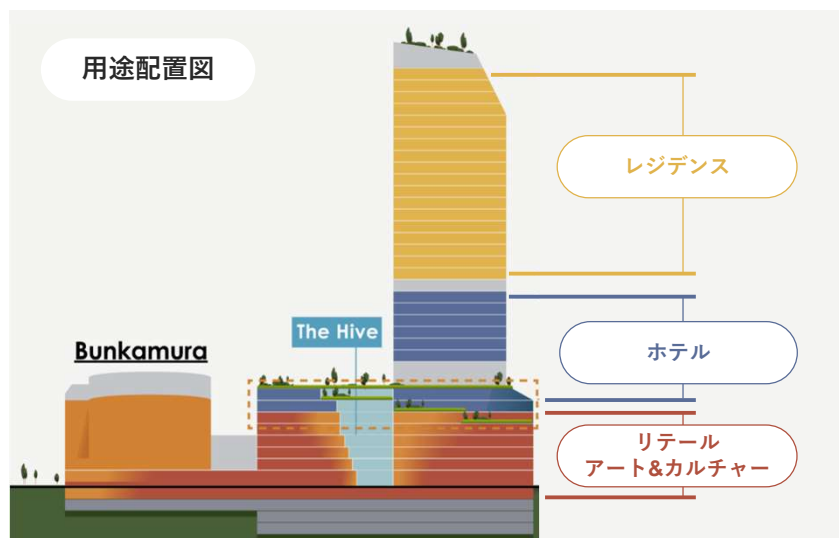 用途配置図
レジデンス
The Hive
Bunkamura
ホテル
リテール
アート&カルチャー